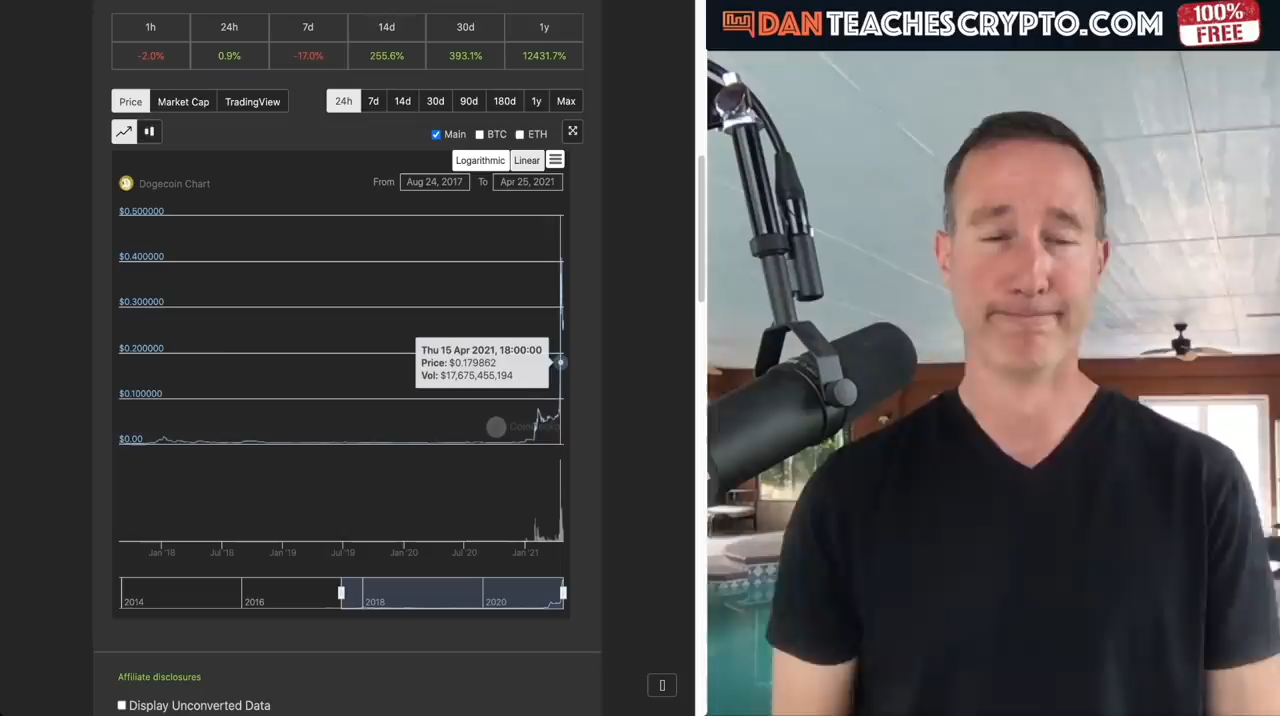 1h 24h 7d 14d 30d 1y
-2.0% 0.9% -17.0% 255.6% 393.1% 12431.7%
Price Market Cap TradingView 24h 7d 14d 30d 90d 180d 1y Max
Main BTC ETH
Logarithmic Linear
Dogecoin Chart From Aug 24, 2017 To Apr 25, 2021
$0.500000
$0.400000
$0.300000
$0.200000
Thu 15 Apr 2021, 18:00:00
Price: $0.179862
Vol: $17,675,455,194
$0.100000
$0.00
Jan '18 Jul '18 Jan '19 Jul '19 Jan '20 Jul '20 Jan '21
2014 2016 2018 2020
Affiliate disclosures
Display Unconverted Data
DANTEACHESCRYPTO.COM
100%
FREE